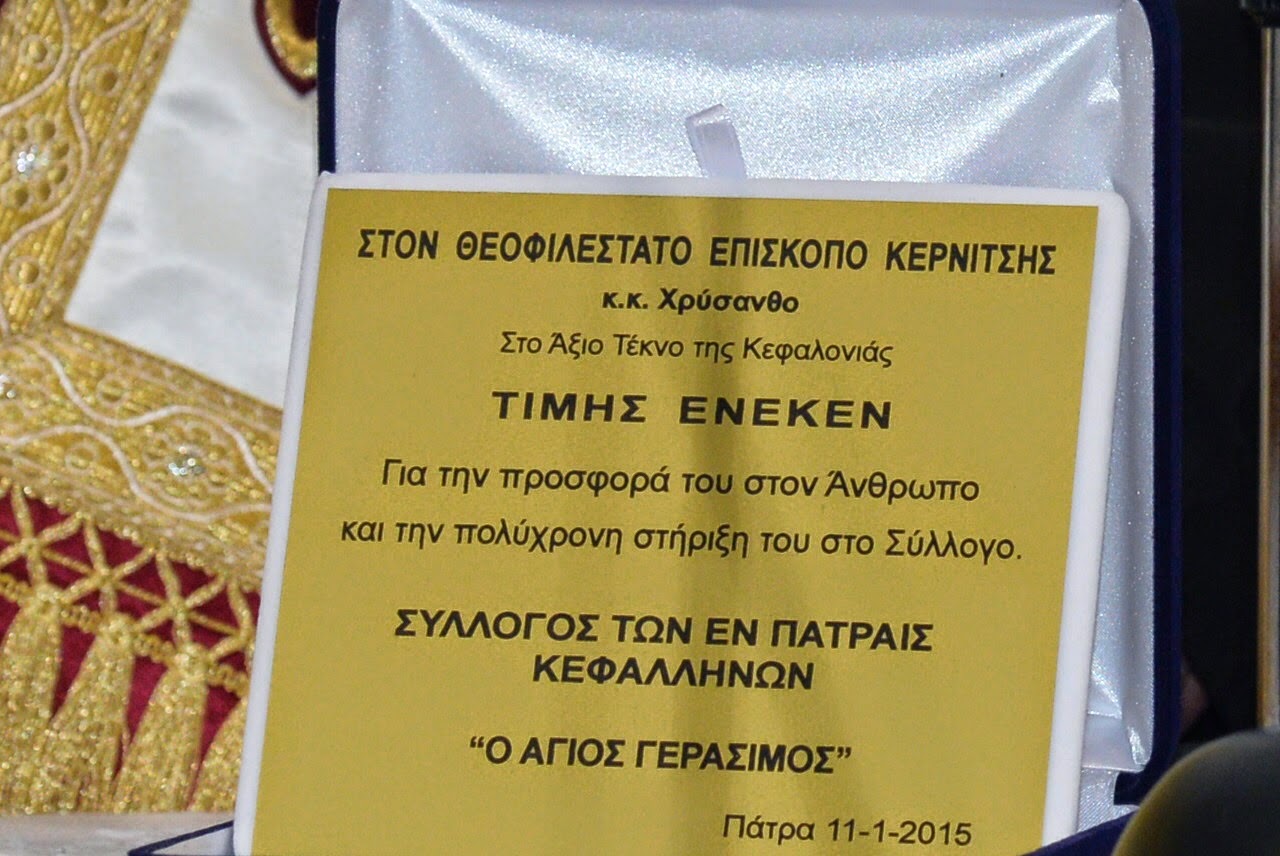 ΣΤΟΝ ΘΕΟΦΙΛΕΣΤΑΤΟ ΕΠΙΣΚΟΠΟ ΚΕΡΝΙΤΣΗΣ
κ.κ. Χρύσανθο
Στο Άξιο Τέκνο της Κεφαλονιάς
ΤΙΜΗΣ ΕΝΕΚΕΝ
Για την προσφορά του στον Άνθρωπο
και την πολύχρονη στήριξη του στο Σύλλογο.
ΣΥΛΛΟΓΟΣ ΤΩΝ ΕΝ ΠΑΤΡΑΙΣ
ΚΕΦΑΛΛΗΝΩΝ
“Ο ΑΓΙΟΣ ΓΕΡΑΣΙΜΟΣ”
Πάτρα 11-1-2015